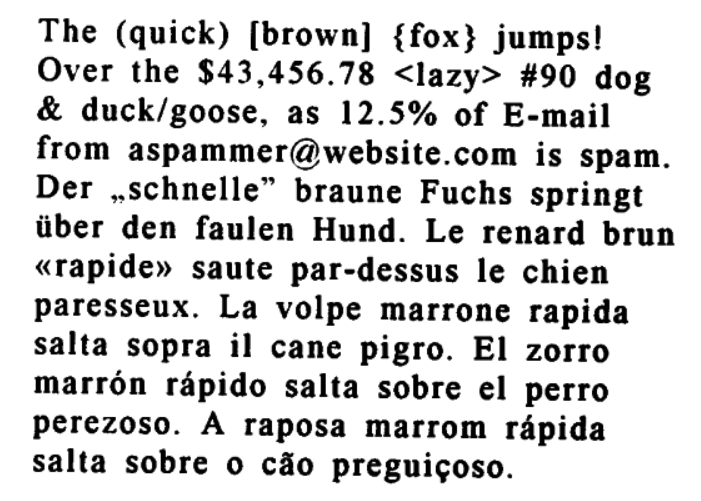 The (quick) [brown] {fox} jumps!
Over the $43,456.78 <lazy> #90 dog
& duck/goose, as 12.5% of E-mail
from aspammer@website.com is spam.
Der „schnelle” braune Fuchs springt
über den faulen Hund. Le renard brun
«rapide» saute par-dessus le chien
paresseux. La volpe marrone rapida
salta sopra il cane pigro. El zorro
marrón rápido salta sobre el perro
perezoso. A raposa marrom rápida
salta sobre o cão preguiçoso.